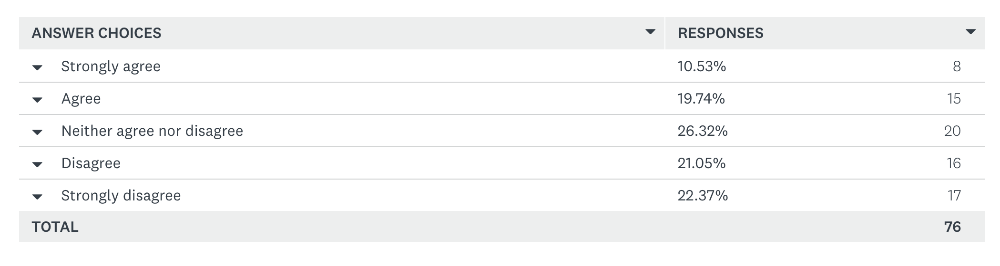 ANSWER CHOICES RESPONSES
Strongly agree 10.53% 8
Agree 19.74% 15
Neither agree nor disagree 26.32% 20
Disagree 21.05% 16
Strongly disagree 22.37% 17
TOTAL 76